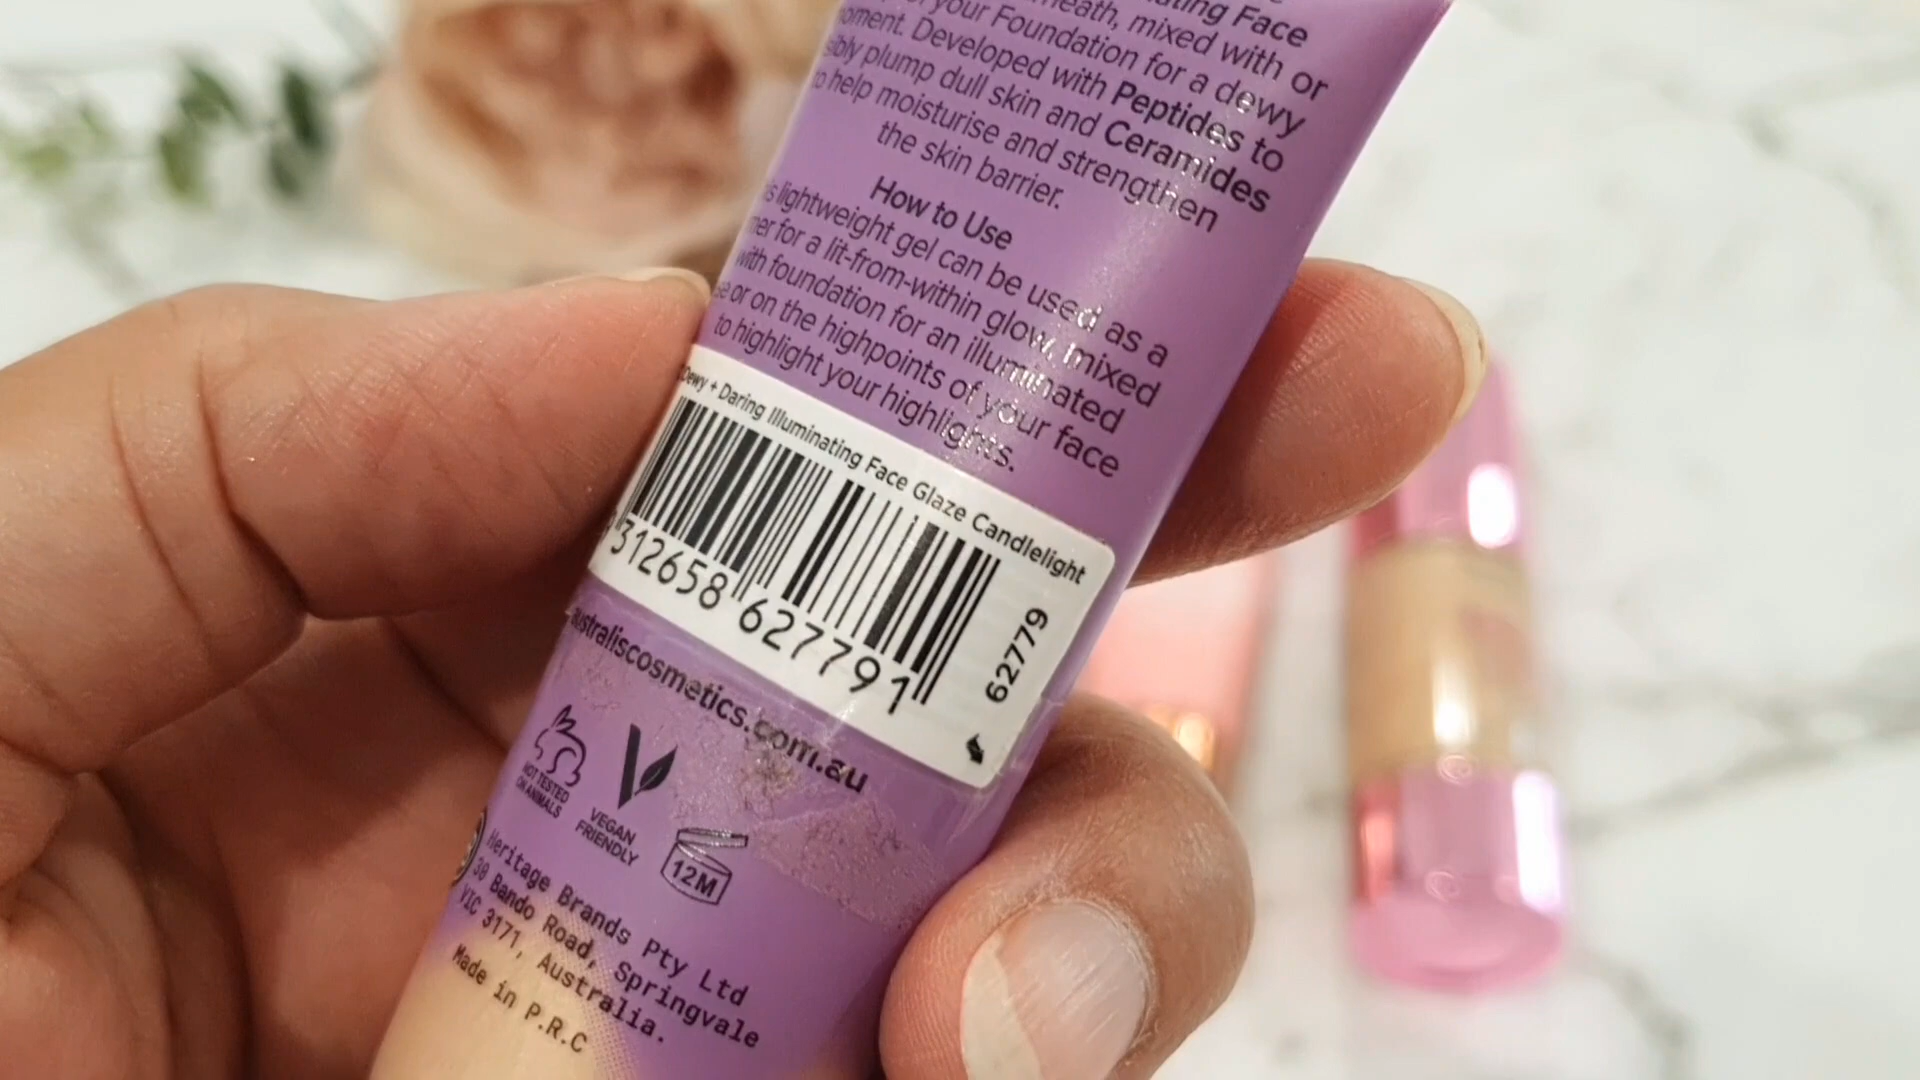 Face
neath, mixed with or
your Foundation for a dewy
Developed with Peptides to
plump dull skin and Ceramides
to help moisturise and strengthen
the skin barrier.
How to Use
lightweight gel can be used as a
for a lit-from-within glow, mixed
with foundation for an illuminated
or on the highpoints of your face
to highlight your highlights.
Dewy + Daring Illuminating Face Glaze Candlelight
312658 627791
62779
australiscosmetics.com.au
NOT TESTED
ON ANIMALS
VEGAN
FRIENDLY
12M
Heritage Brands Pty Ltd
30 Bando Road, Springvale
VIC 3171, Australia.
Made in P.R.C